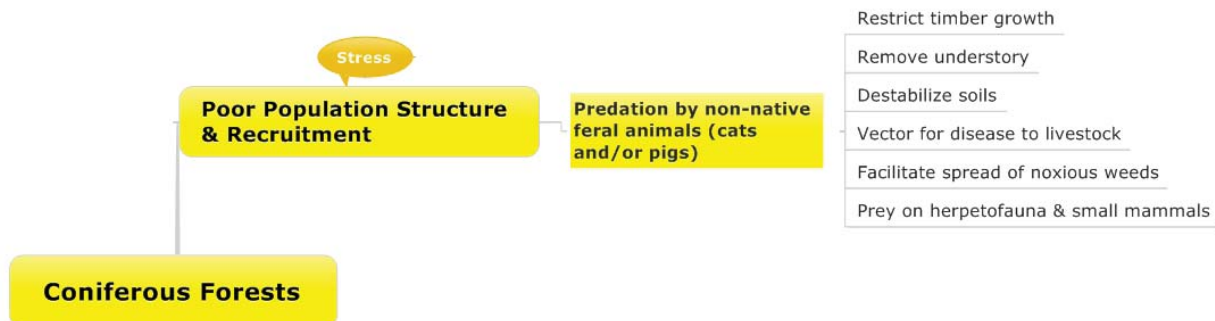 Restrict timber growth
Stress
Remove understory
Poor Population Structure
& Recruitment
Predation by non-native
feral animals (cats
and/or pigs)
Destabilize soils
Vector for disease to livestock
Facilitate spread of noxious weeds
Prey on herpetofauna & small mammals
Coniferous Forests